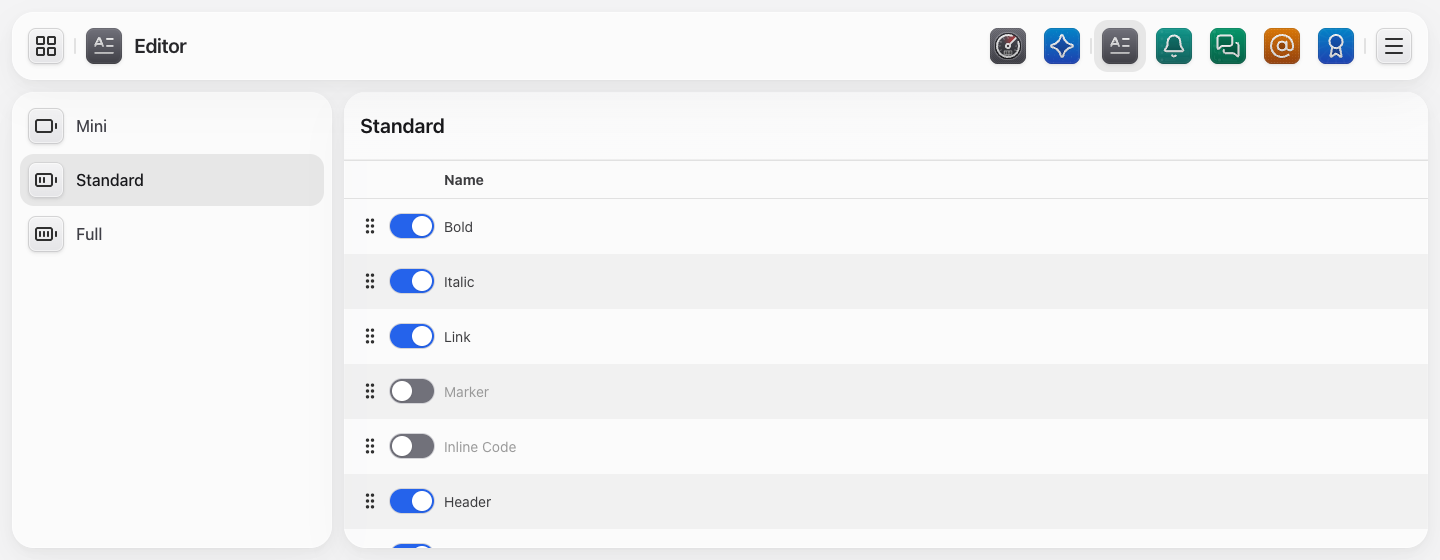 Editor
Mini
Standard
Full
Standard
Name
Bold
Italic
Link
Marker
Inline Code
Header